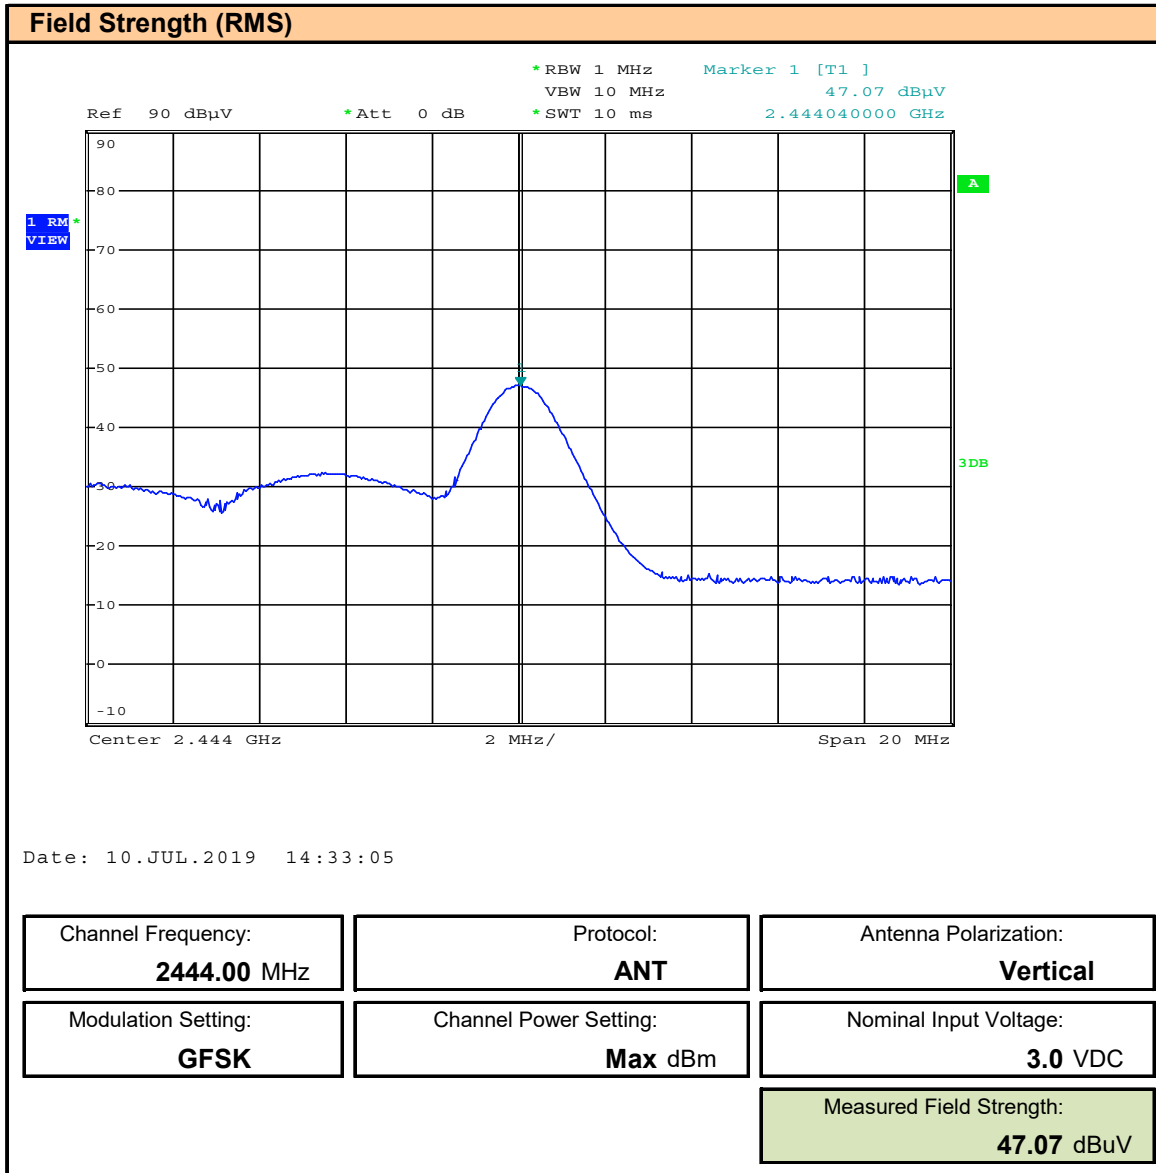 Field Strength (RMS)
*RBW 1 MHz Marker 1 [T1 ]
VBW 10 MHz 47.07 dBµV
Ref 90 dBµV *Att 0 dB *SWT 10 ms 2.444040000 GHz
90
80
A
1 RM *
VIEW
70
60
50
1
40
3DB
30
20
10
0
-10
Center 2.444 GHz 2 MHz/ Span 20 MHz
Date: 10.JUL.2019 14:33:05
Channel Frequency: Protocol: Antenna Polarization:
2444.00 MHz ANT Vertical
Modulation Setting: Channel Power Setting: Nominal Input Voltage:
GFSK Max dBm 3.0 VDC
Measured Field Strength:
47.07 dBuV